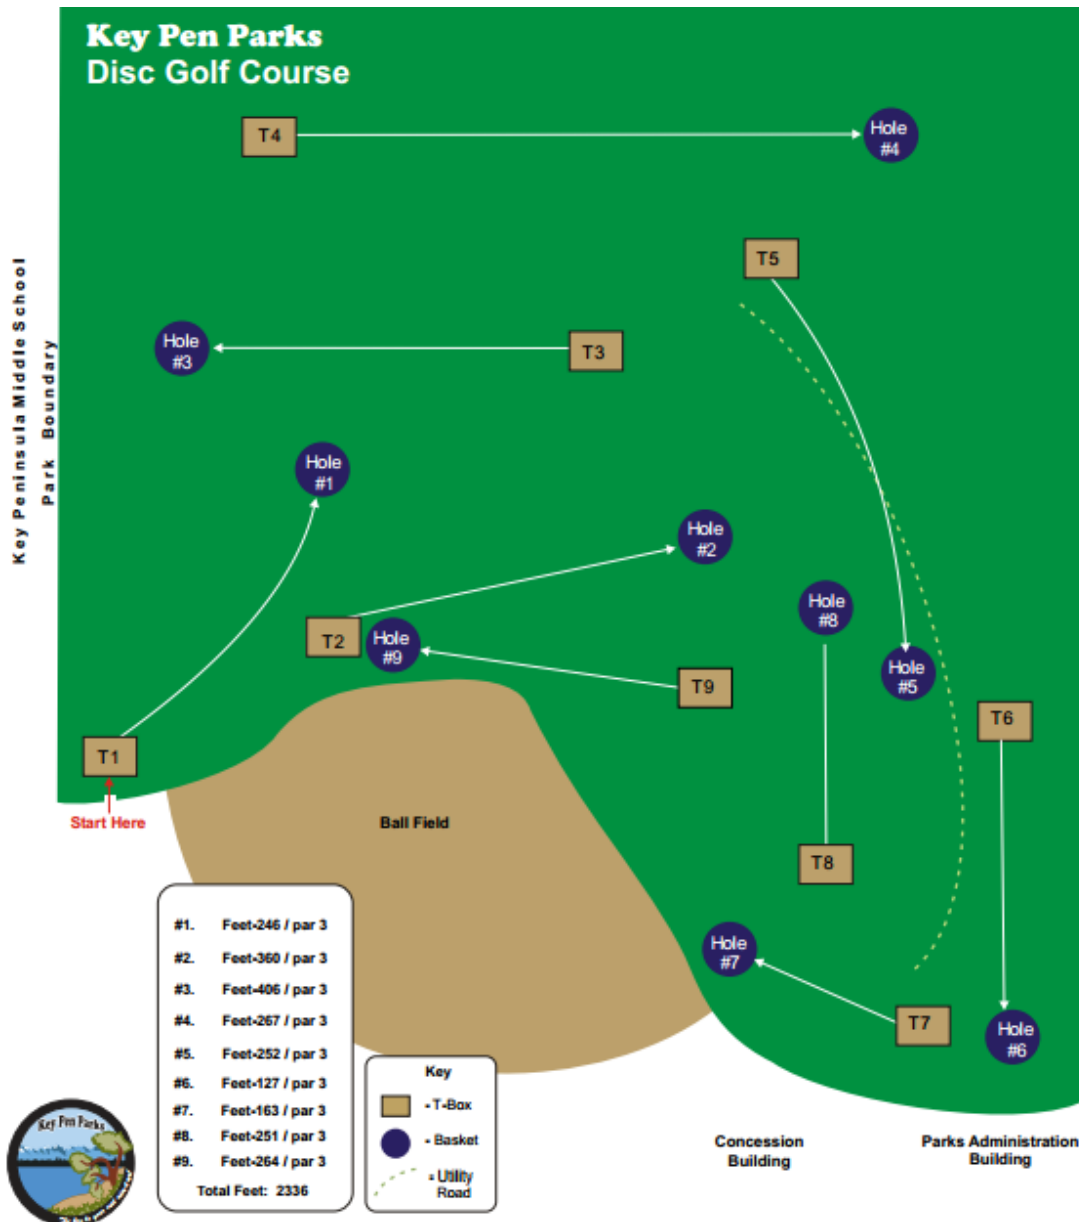 Key Pen Parks
Disc Golf Course
T4
Hole
#4
T5
Key Peninsula Middle School
Park Boundary
Hole
#3
T3
Hole
#1
Hole
#2
Hole
#8
T2
Hole
#9
Hole
#5
T9
T6
T1
Start Here
Ball Field
T8
Hole
#7
T7
Hole
#6
#1. Feet-246 / par 3
#2. Feet-360 / par 3
#3. Feet-406 / par 3
#4. Feet-267 / par 3
#5. Feet-252 / par 3
#6. Feet-127 / par 3
#7. Feet-163 / par 3
#8. Feet-251 / par 3
#9. Feet-264 / par 3
Total Feet: 2336
Key
- T-Box
- Basket
- Utility
Road
Concession
Building
Parks Administration
Building
Key Pen Parks